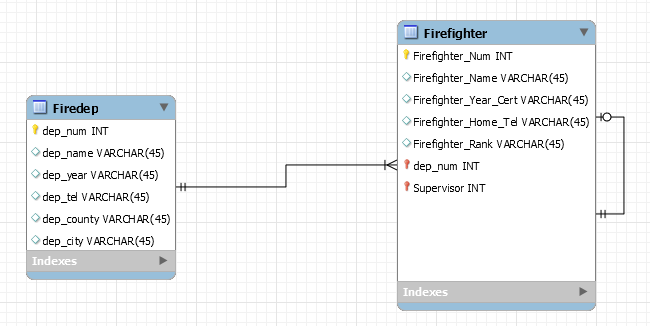 Firedep
dep_num INT
dep_name VARCHAR(45)
dep_year VARCHAR(45)
dep_tel VARCHAR(45)
dep_county VARCHAR(45)
dep_city VARCHAR(45)
Indexes
Firefighter
Firefighter_Num INT
Firefighter_Name VARCHAR(45)
Firefighter_Year_Cert VARCHAR(45)
Firefighter_Home_Tel VARCHAR(45)
Firefighter_Rank VARCHAR(45)
dep_num INT
Supervisor INT
Indexes